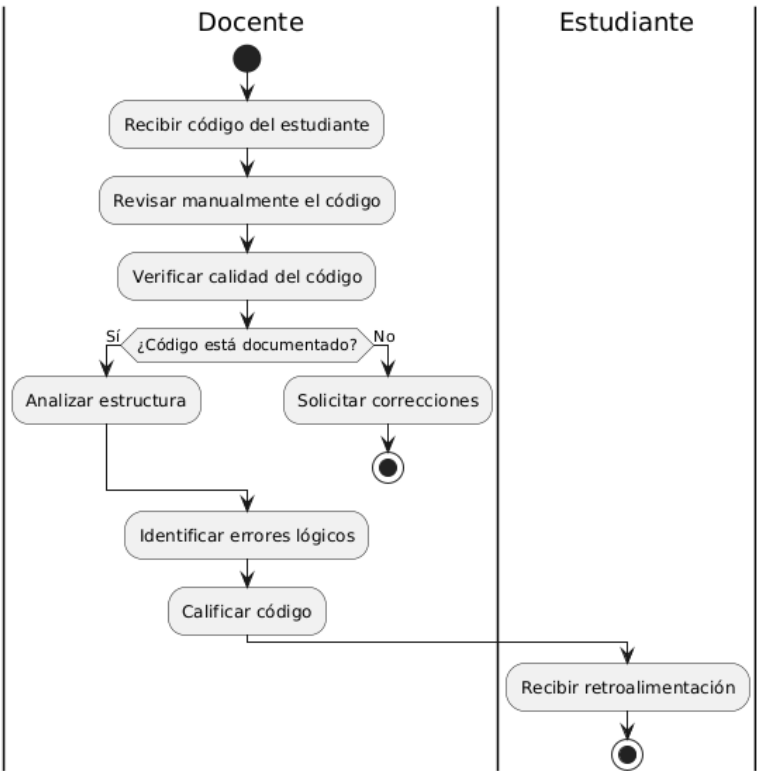 Docente
Estudiante
Recibir código del estudiante
Revisar manualmente el código
Verificar calidad del código
Sí
¿Código está documentado?
No
Analizar estructura
Solicitar correcciones
Identificar errores lógicos
Calificar código
Recibir retroalimentación